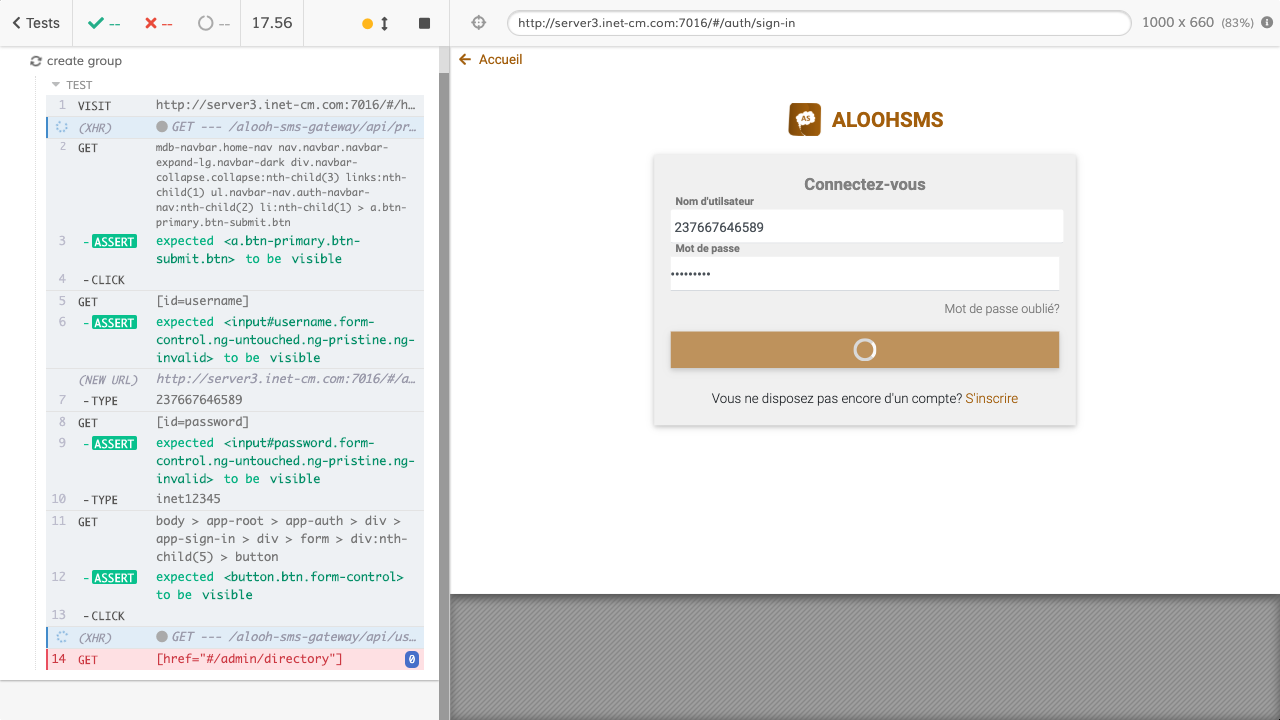 Tests
--
--
--
17.56
http://server3.inet-cm.com:7016/#/auth/sign-in
1000 x 660 (83%)
create group
TEST
1 VISIT http://server3.inet-cm.com:7016/#/h…
(XHR) GET --- /alooh-sms-gateway/api/pr…
2 GET mdb-navbar.home-nav nav.navbar.navbar-
expand-lg.navbar-dark div.navbar-
collapse.collapse:nth-child(3) links:nth-
child(1) ul.navbar-nav.auth-navbar-
nav:nth-child(2) li:nth-child(1) > a.btn-
primary.btn-submit.btn
3 - ASSERT expected <a.btn-primary.btn-
submit.btn> to be visible
4 - CLICK
5 GET [id=username]
6 - ASSERT expected <input#username.form-
control.ng-untouched.ng-pristine.ng-
invalid> to be visible
(NEW URL) http://server3.inet-cm.com:7016/#/a…
7 - TYPE 237667646589
8 GET [id=password]
9 - ASSERT expected <input#password.form-
control.ng-untouched.ng-pristine.ng-
invalid> to be visible
10 - TYPE inet12345
11 GET body > app-root > app-auth > div >
app-sign-in > div > form > div:nth-
child(5) > button
12 - ASSERT expected <button.btn.form-control>
to be visible
13 - CLICK
(XHR) GET --- /alooh-sms-gateway/api/us…
14 GET [href="#/admin/directory"] 0
Accueil
AS
ALOOHSMS
Connectez-vous
Nom d'utilsateur
237667646589
Mot de passe
•••••••••
Mot de passe oublié?
Vous ne disposez pas encore d'un compte? S'inscrire